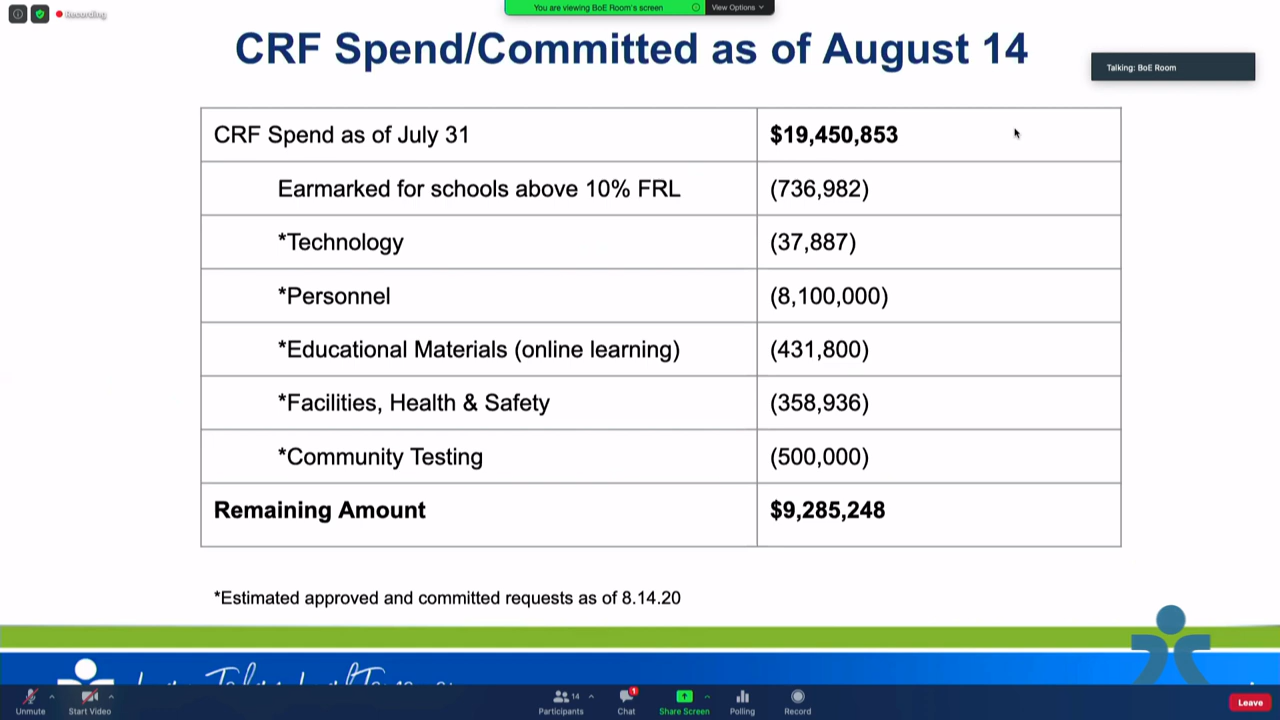 Recording
You are viewing BoE Room's screen
View Options
CRF Spend/Committed as of August 14
Talking: BoE Room
CRF Spend as of July 31 $19,450,853
Earmarked for schools above 10% FRL (736,982)
*Technology (37,887)
*Personnel (8,100,000)
*Educational Materials (online learning) (431,800)
*Facilities, Health & Safety (358,936)
*Community Testing (500,000)
Remaining Amount $9,285,248
*Estimated approved and committed requests as of 8.14.20
Unmute
Start Video
Participants 14
Chat 1
Share Screen
Polling
Record
Leave